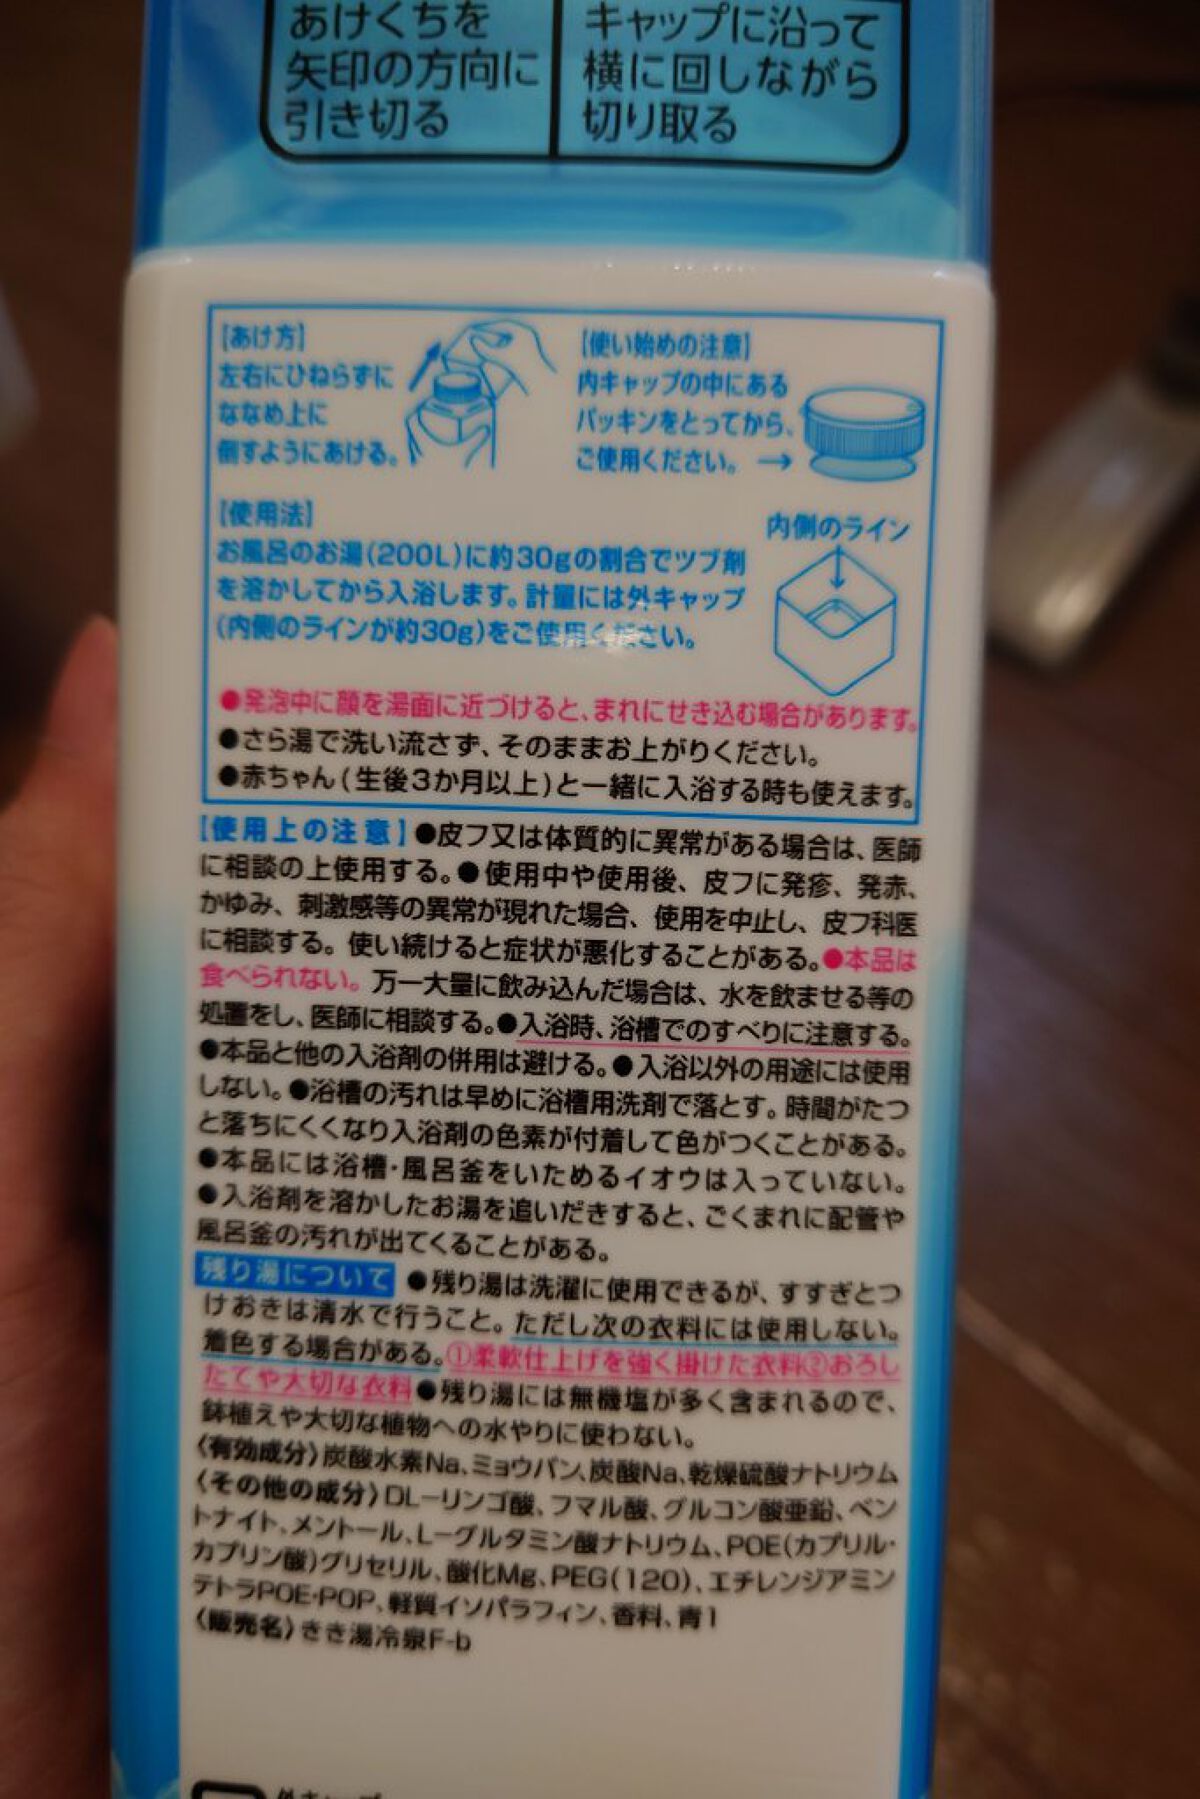 あけくちを
矢印の方向に
引き切る
キャップに沿って
横に回しながら
切り取る
【あけ方】
左右にひねらずに
ななめ上に
倒すようにあける。
【使い始めの注意】
内キャップの中にある
パッキンをとってから、
ご使用ください。→
【使用法】
お風呂のお湯(200L)に約30gの割合でツブ剤
を溶かしてから入浴します。計量には外キャップ
(内側のラインが約30g)をご使用ください。
内側のライン
●発泡中に顔を湯面に近づけると、まれにせき込む場合があります。
●さら湯で洗い流さず、そのままお上がりください。
●赤ちゃん(生後3か月以上)と一緒に入浴する時も使えます。
【使用上の注意】●皮フ又は体質的に異常がある場合は、医師
に相談の上使用する。●使用中や使用後、皮フに発疹、発赤、
かゆみ、刺激感等の異常が現れた場合、使用を中止し、皮フ科医
に相談する。使い続けると症状が悪化することがある。●本品は
食べられない。万一大量に飲み込んだ場合は、水を飲ませる等の
処置をし、医師に相談する。●入浴時、浴槽でのすべりに注意する。
●本品と他の入浴剤の併用は避ける。●入浴以外の用途には使用
しない。●浴槽の汚れは早めに浴槽用洗剤で落とす。時間がたつ
と落ちにくくなり入浴剤の色素が付着して色がつくことがある。
●本品には浴槽・風呂釜をいためるイオウは入っていない。
●入浴剤を溶かしたお湯を追いだきすると、ごくまれに配管や
風呂釜の汚れが出てくることがある。
残り湯について ●残り湯は洗濯に使用できるが、すすぎとつ
けおきは清水で行うこと。ただし次の衣料には使用しない。
着色する場合がある。①柔軟仕上げを強く掛けた衣料②おろし
たてや大切な衣料●残り湯には無機塩が多く含まれるので、
鉢植えや大切な植物への水やりに使わない。
〈有効成分〉炭酸水素Na、ミョウバン、炭酸Na、乾燥硫酸ナトリウム
〈その他の成分〉DL-リンゴ酸、フマル酸、グルコン酸亜鉛、ベン
トナイト、メントール、L-グルタミン酸ナトリウム、POE(カプリル・
カプリン酸)グリセリル、酸化Mg、PEG(120)、エチレンジアミン
テトラPOE・POP、軽質イソパラフィン、香料、青1
〈販売名〉きき湯冷泉F-b